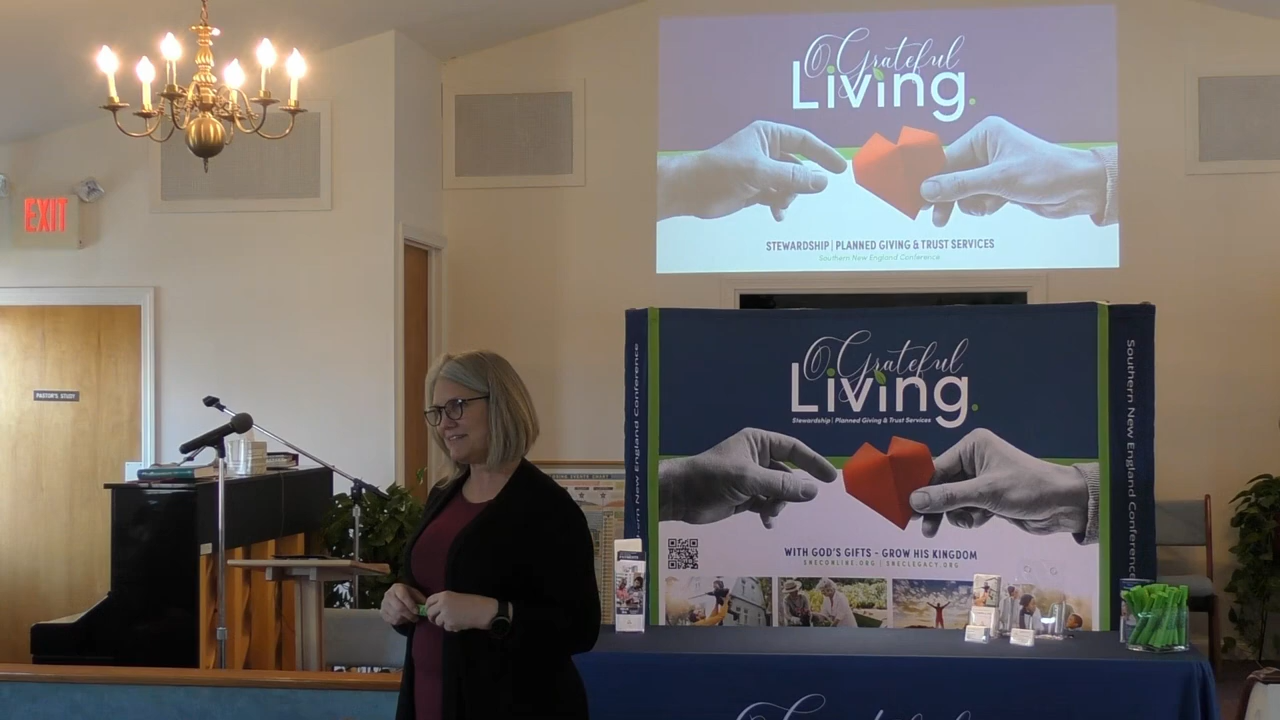 Grateful
Living.
STEWARDSHIP | PLANNED GIVING & TRUST SERVICES
Southern New England Conference
EXIT
PASTOR'S STUDY
Grateful
Living.
Stewardship | Planned Giving & Trust Services
WITH GOD'S GIFTS - GROW HIS KINGDOM
SNECONLINE.ORG | SNECLEGACY.ORG
Southern New England Conference
Southern New England Conference